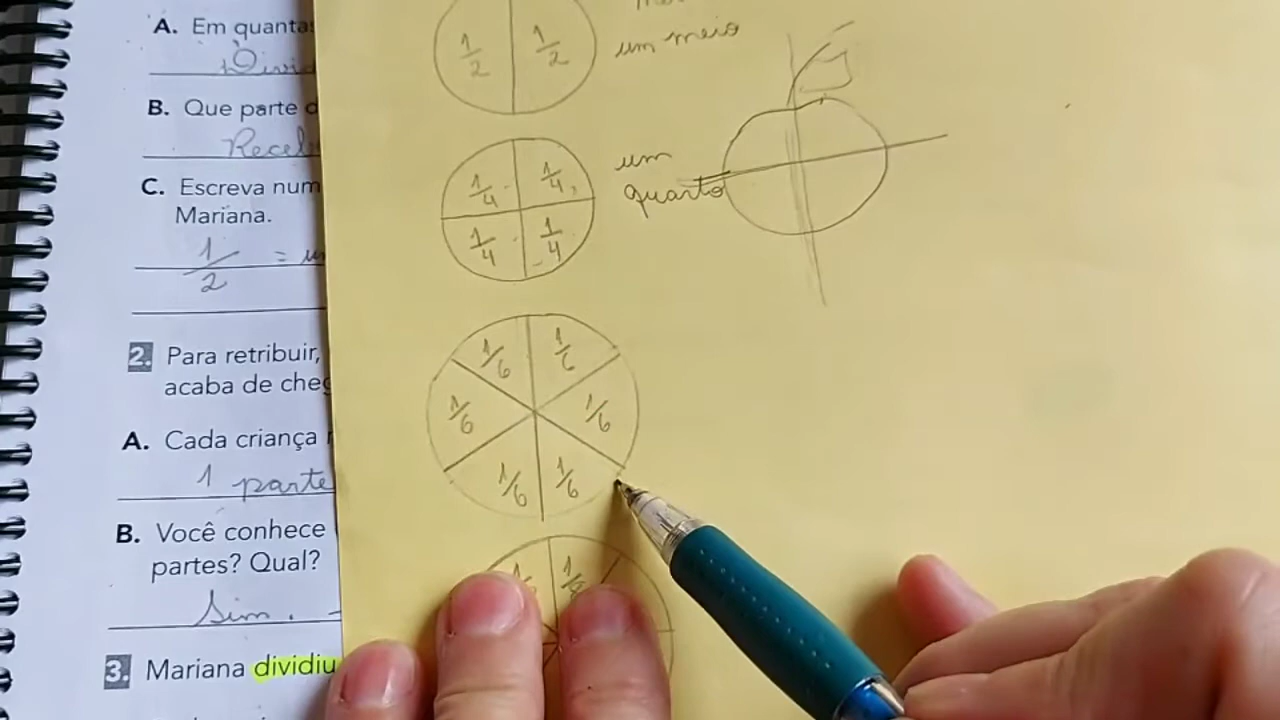 A. Em quanta
B. Que parte d
C. Escreva num
Mariana.
1/2 = u
2. Para retribuir,
acaba de che
A. Cada criança
1 parte
B. Você conhece
partes? Qual?
Sim.
3. Mariana dividiu
1/2 1/2
um meio
1/4 1/4
1/4 1/4
um
quarto
1/6 1/6
1/6 1/6
1/6 1/6